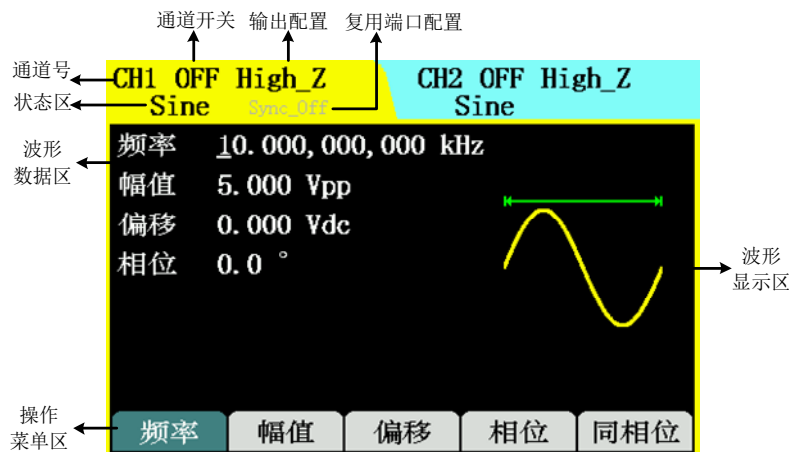 通道开关 输出配置 复用端口配置
通道号
CH1 OFF High_Z
CH2 OFF High_Z
状态区
Sine Sync_Off
Sine
波形
数据区
频率 10.000,000,000 kHz
幅值 5.000 Vpp
偏移 0.000 Vdc
相位 0.0 °
波形
显示区
操作
菜单区
频率 幅值 偏移 相位 同相位